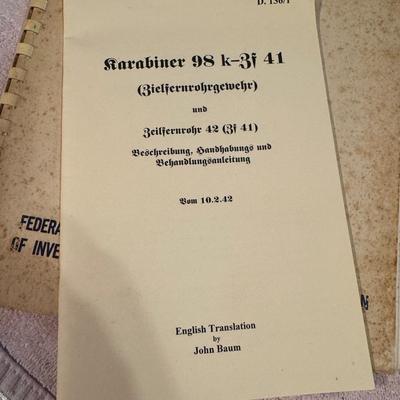 D. 136/1
Karabiner 98 k-Zf 41
(Zielfernrohrgewehr)
und
Zeilfernrohr 42 (Zf 41)
Beschreibung, Handhabungs und
Behandlungsanleitung
Vom 10.2.42
FEDERA
OF INVE
English Translation
by
John Baum